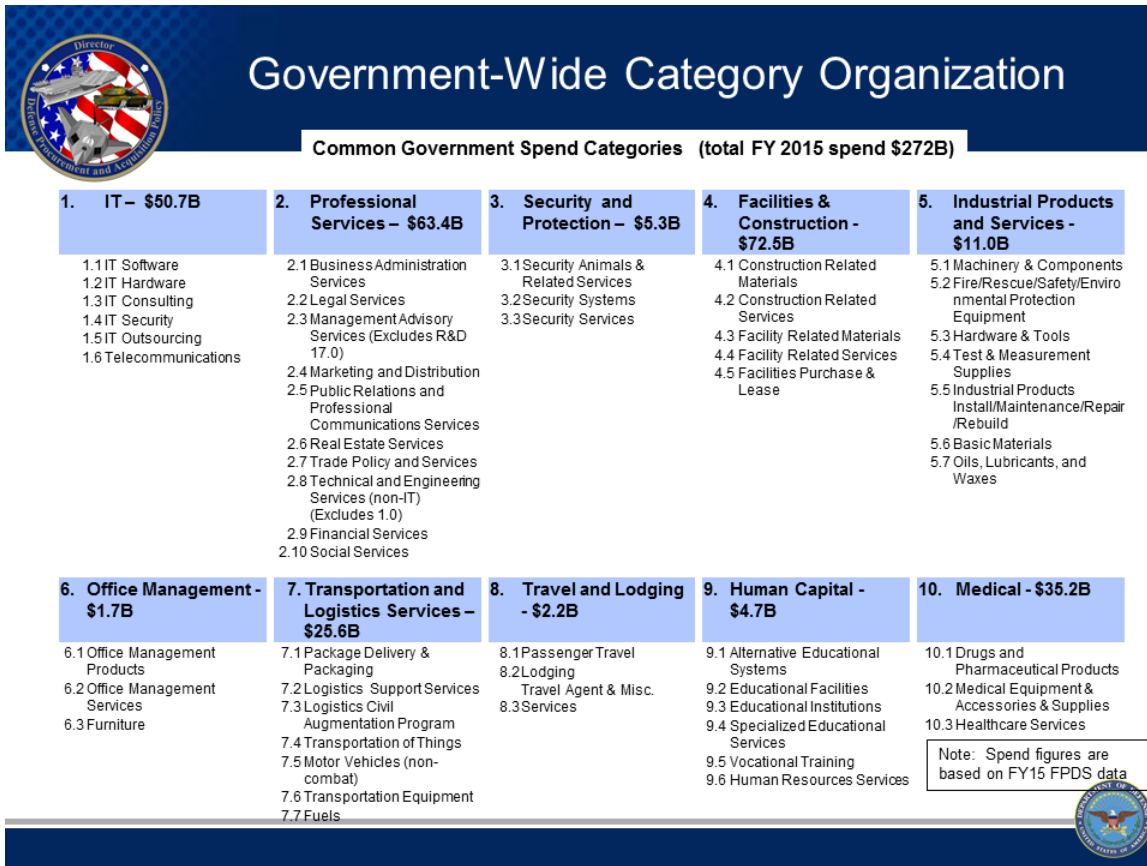 Director
Defense Procurement and Acquisition Policy
Government-Wide Category Organization
Common Government Spend Categories (total FY 2015 spend $272B)
1. IT – $50.7B
1.1 IT Software
1.2 IT Hardware
1.3 IT Consulting
1.4 IT Security
1.5 IT Outsourcing
1.6 Telecommunications
2. Professional
Services – $63.4B
2.1 Business Administration
Services
2.2 Legal Services
2.3 Management Advisory
Services (Excludes R&D
17.0)
2.4 Marketing and Distribution
2.5 Public Relations and
Professional
Communications Services
2.6 Real Estate Services
2.7 Trade Policy and Services
2.8 Technical and Engineering
Services (non-IT)
(Excludes 1.0)
2.9 Financial Services
2.10 Social Services
3. Security and
Protection – $5.3B
3.1 Security Animals &
Related Services
3.2 Security Systems
3.3 Security Services
4. Facilities &
Construction -
$72.5B
4.1 Construction Related
Materials
4.2 Construction Related
Services
4.3 Facility Related Materials
4.4 Facility Related Services
4.5 Facilities Purchase &
Lease
5. Industrial Products
and Services -
$11.0B
5.1 Machinery & Components
5.2 Fire/Rescue/Safety/Enviro
nmental Protection
Equipment
5.3 Hardware & Tools
5.4 Test & Measurement
Supplies
5.5 Industrial Products
Install/Maintenance/Repair
/Rebuild
5.6 Basic Materials
5.7 Oils, Lubricants, and
Waxes
6. Office Management -
$1.7B
6.1 Office Management
Products
6.2 Office Management
Services
6.3 Furniture
7. Transportation and
Logistics Services –
$25.6B
7.1 Package Delivery &
Packaging
7.2 Logistics Support Services
7.3 Logistics Civil
Augmentation Program
7.4 Transportation of Things
7.5 Motor Vehicles (non-
combat)
7.6 Transportation Equipment
7.7 Fuels
8. Travel and Lodging
- $2.2B
8.1 Passenger Travel
8.2 Lodging
Travel Agent & Misc.
8.3 Services
9. Human Capital -
$4.7B
9.1 Alternative Educational
Systems
9.2 Educational Facilities
9.3 Educational Institutions
9.4 Specialized Educational
Services
9.5 Vocational Training
9.6 Human Resources Services
10. Medical - $35.2B
10.1 Drugs and
Pharmaceutical Products
10.2 Medical Equipment &
Accessories & Supplies
10.3 Healthcare Services
Note: Spend figures are
based on FY15 FPDS data
DEPARTMENT OF DEFENSE
UNITED STATES OF AMERICA